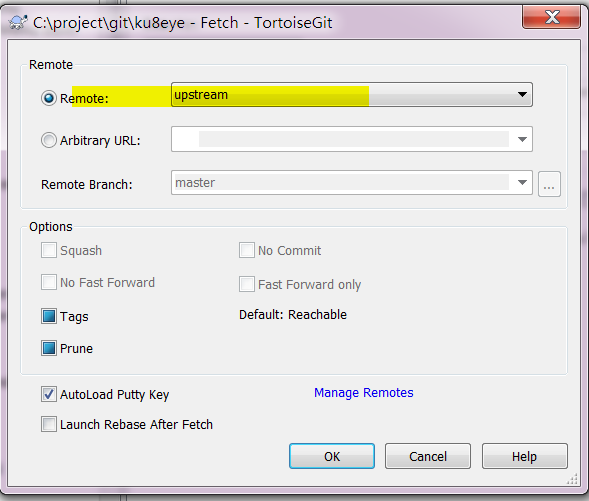 C:\project\git\ku8eye - Fetch - TortoiseGit
Remote
Remote: upstream
Arbitrary URL:
Remote Branch: master ...
Options
Squash No Commit
No Fast Forward Fast Forward only
Tags Default: Reachable
Prune
AutoLoad Putty Key Manage Remotes
Launch Rebase After Fetch
OK Cancel Help